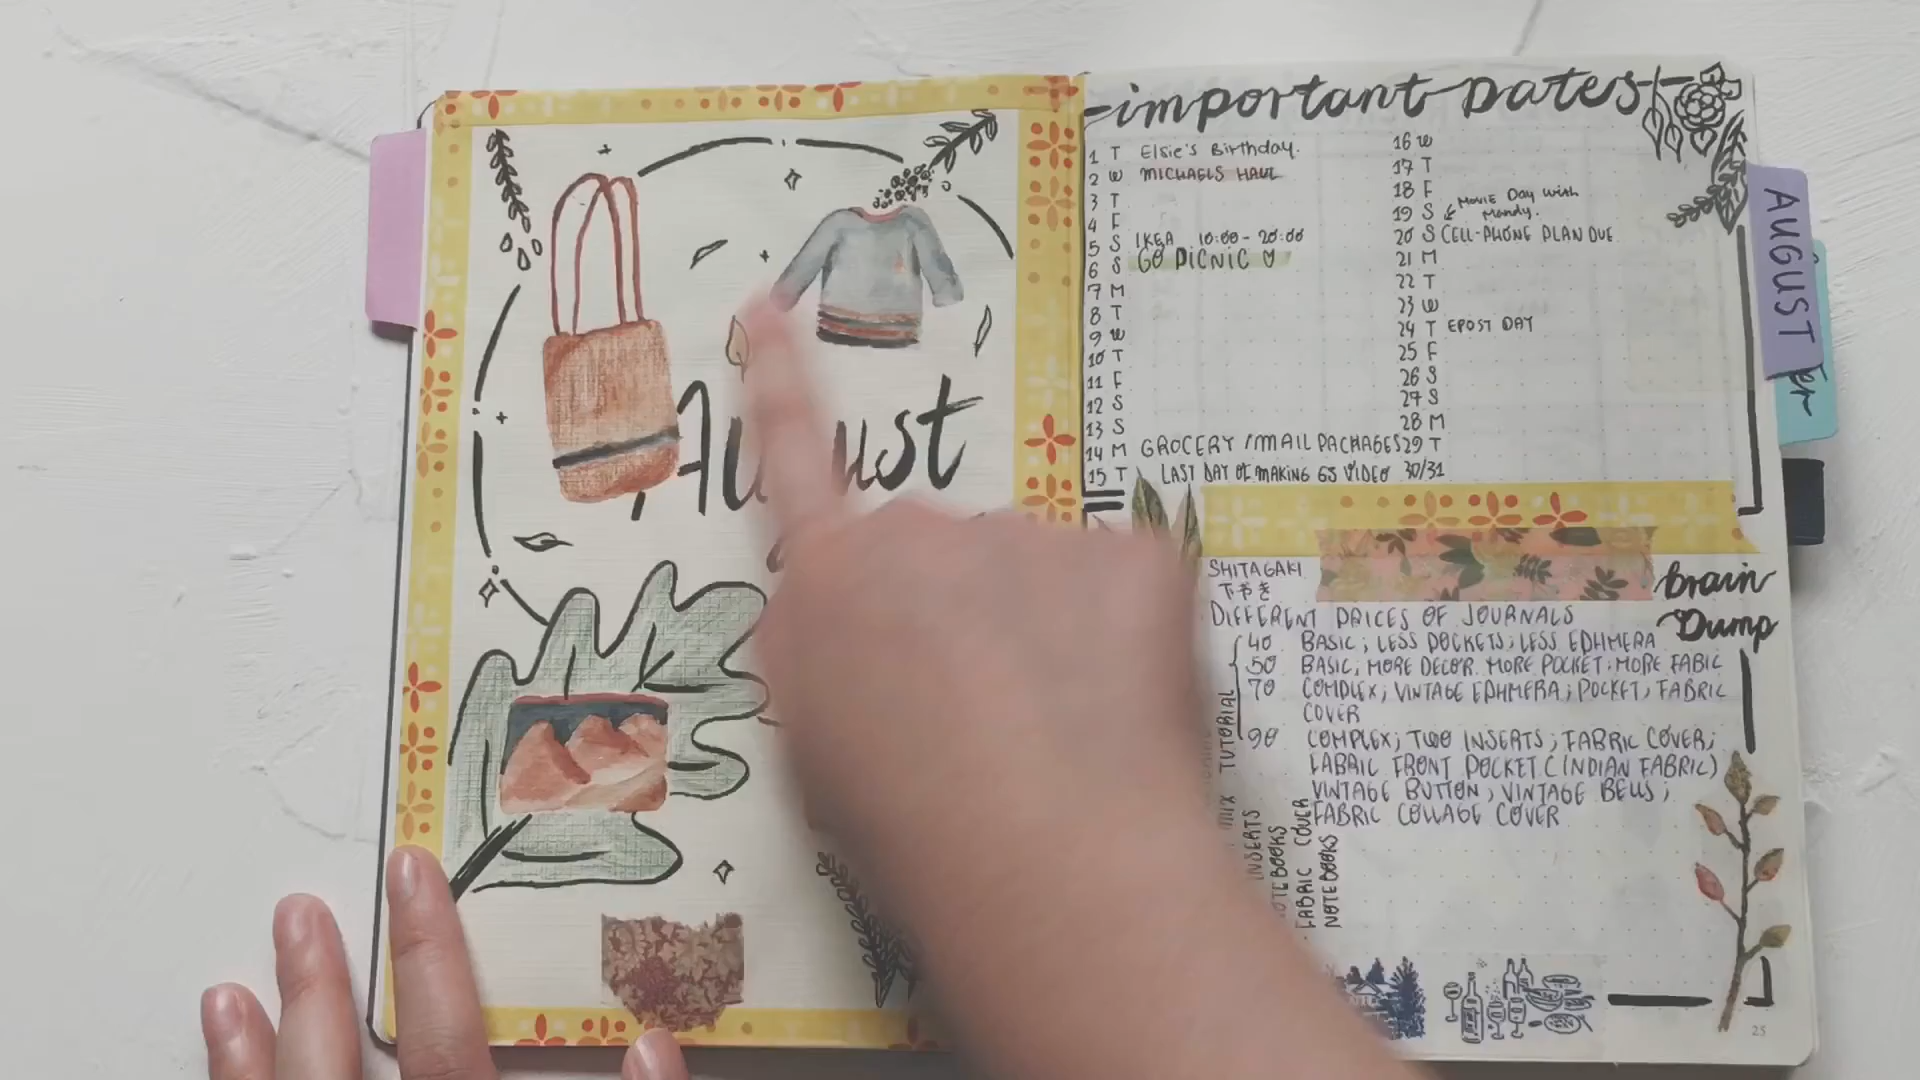 August
important Dates
1 T Elsie's Birthday.
2 W MICHAELS HAUL
3 T
4 F
5 S IKEA 10:00 - 20:00
6 S GO PICNIC
7 M
8 T
9 W
10 T
11 F
12 S
13 S
14 M GROCERY / MAIL PACHAGES
15 T LAST DAY OF MAKING GS VIDEO
16 W
17 T
18 F
19 S MOVIE DAY WITH
Mandy.
20 S CELL-PHONE PLAN DUE
21 M
22 T
23 W
24 T EPOST DAY
25 F
26 S
27 S
28 M
29 T
30/31
AUGUST
Brain
Dump
SHITAGAKI
下書き
DIFFERENT PRICES OF JOURNALS
40 BASIC; LESS POCKETS; LESS EPHMERA
50 BASIC; MORE DECOR. MORE POCKET; MORE FABIC
70 COMPLEX; VINTAGE EPHMERA; POCKET; FABRIC
COVER
90 COMPLEX; TWO INSERTS; FABRIC COVER;
FABRIC FRONT POCKET (INDIAN FABRIC)
VINTAGE BUTTON; VINTAGE BELLS;
FABRIC COLLAGE COVER
TUTORIAL
INSERTS
NOTEBOOKS
FABRIC COVER
NOTEBOOKS
25